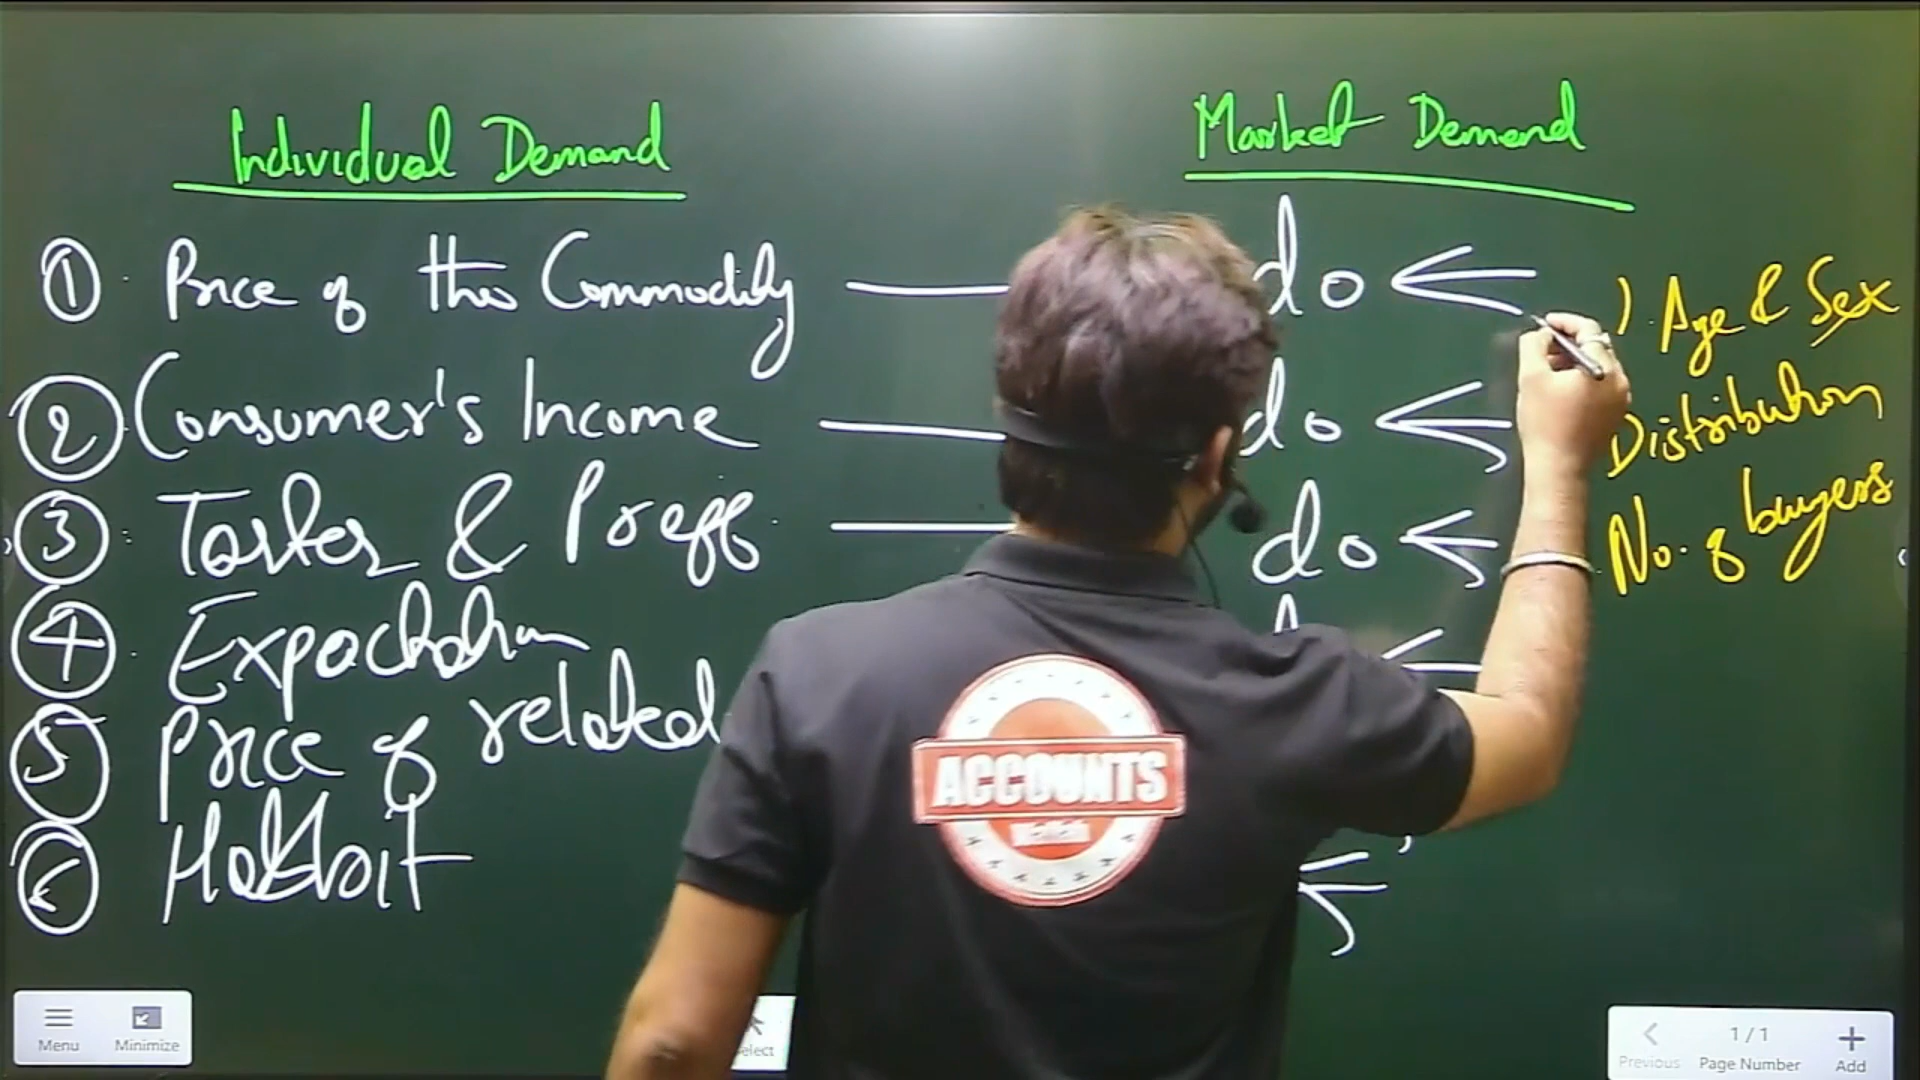 Individual Demand
Market Demand
① Price of the Commodity — do
② Consumer's Income — do
③ Tastes & Preff. — do
④ Expectation
⑤ Price of related
⑥ Habbit
1) Age & Sex
Distribution
No. of buyers
ACCOUNTS
Menu
Minimize
elect
1/1
Previous
Page Number
Add